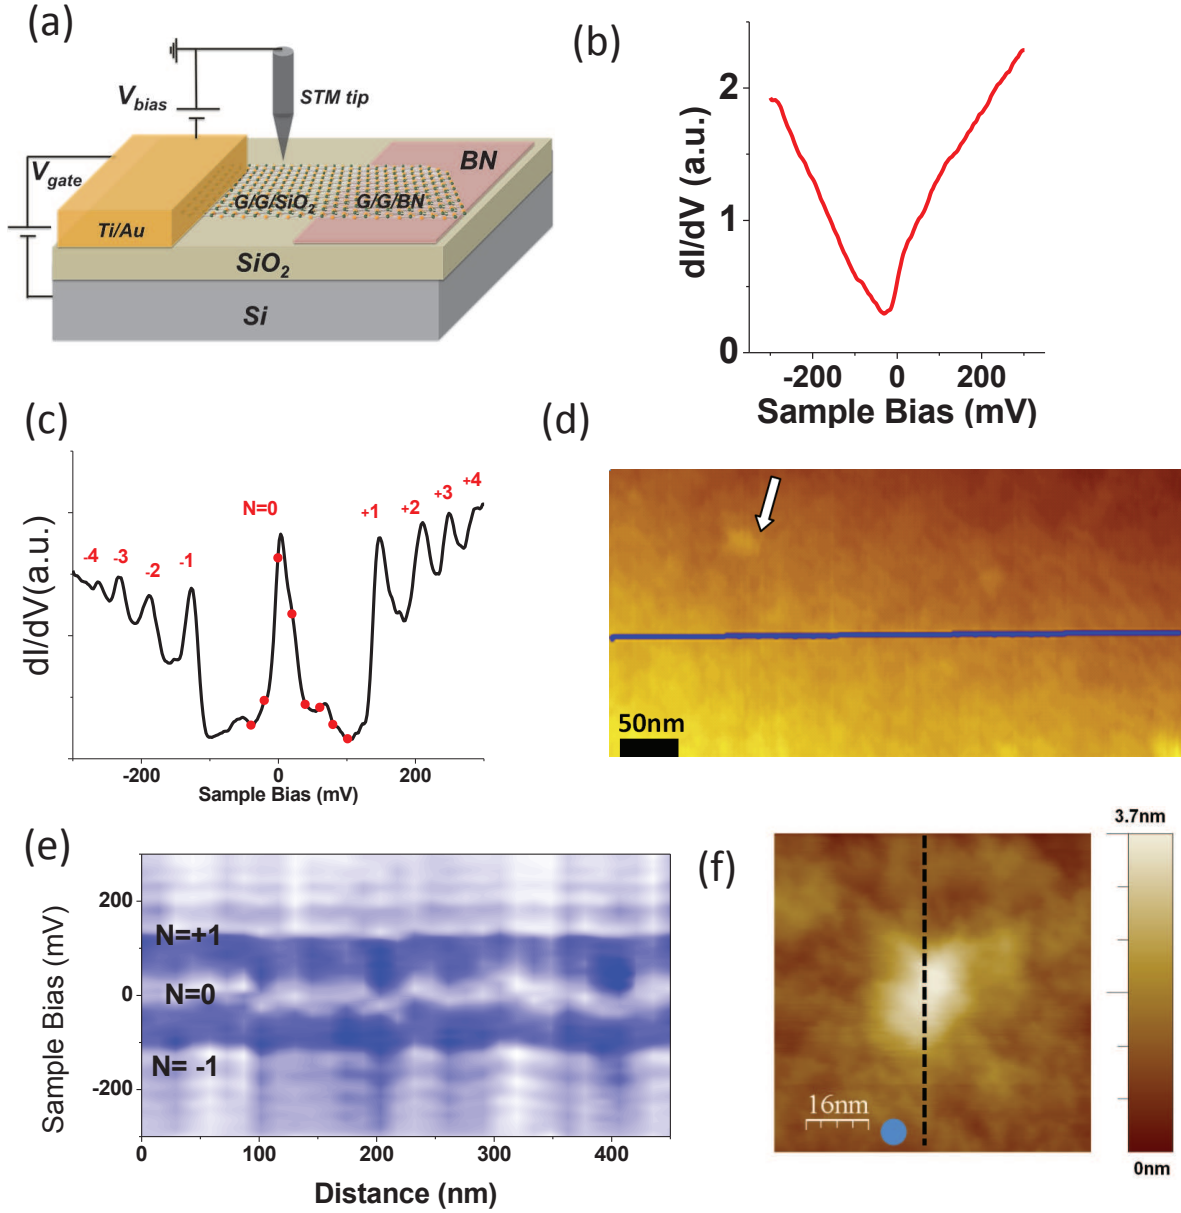 (a)
V bias
STM tip
V gate
BN
G/G/SiO2
G/G/BN
Ti/Au
SiO2
Si
(b)
2
1
0
dI/dV (a.u.)
-200 0 200
Sample Bias (mV)
(c)
N=0
-4 -3 -2 -1
+1 +2 +3 +4
dI/dV(a.u.)
-200 0 200
Sample Bias (mV)
(d)
50nm
(e)
200
0
-200
Sample Bias (mV)
N=+1
N=0
N= -1
0 100 200 300 400
Distance (nm)
(f)
16nm
3.7nm
0nm